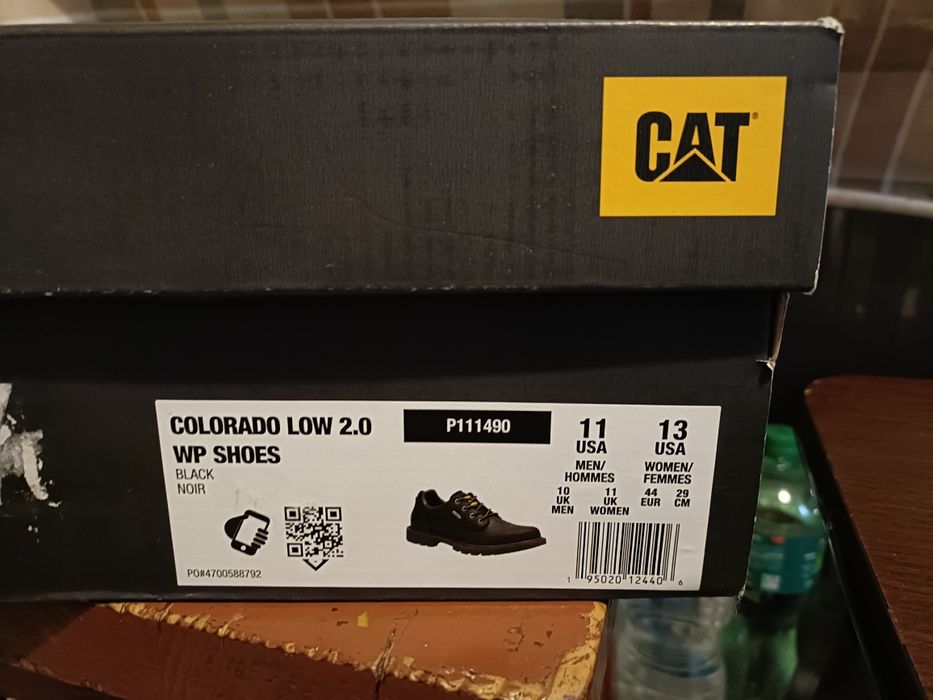 CAT®
COLORADO LOW 2.0
WP SHOES
BLACK
NOIR
PO#4700588792
P111490
11
USA
MEN/
HOMMES
13
USA
WOMEN/
FEMMES
10
UK
MEN
11
UK
WOMEN
44
EUR
29
CM
1 95020 12440 6